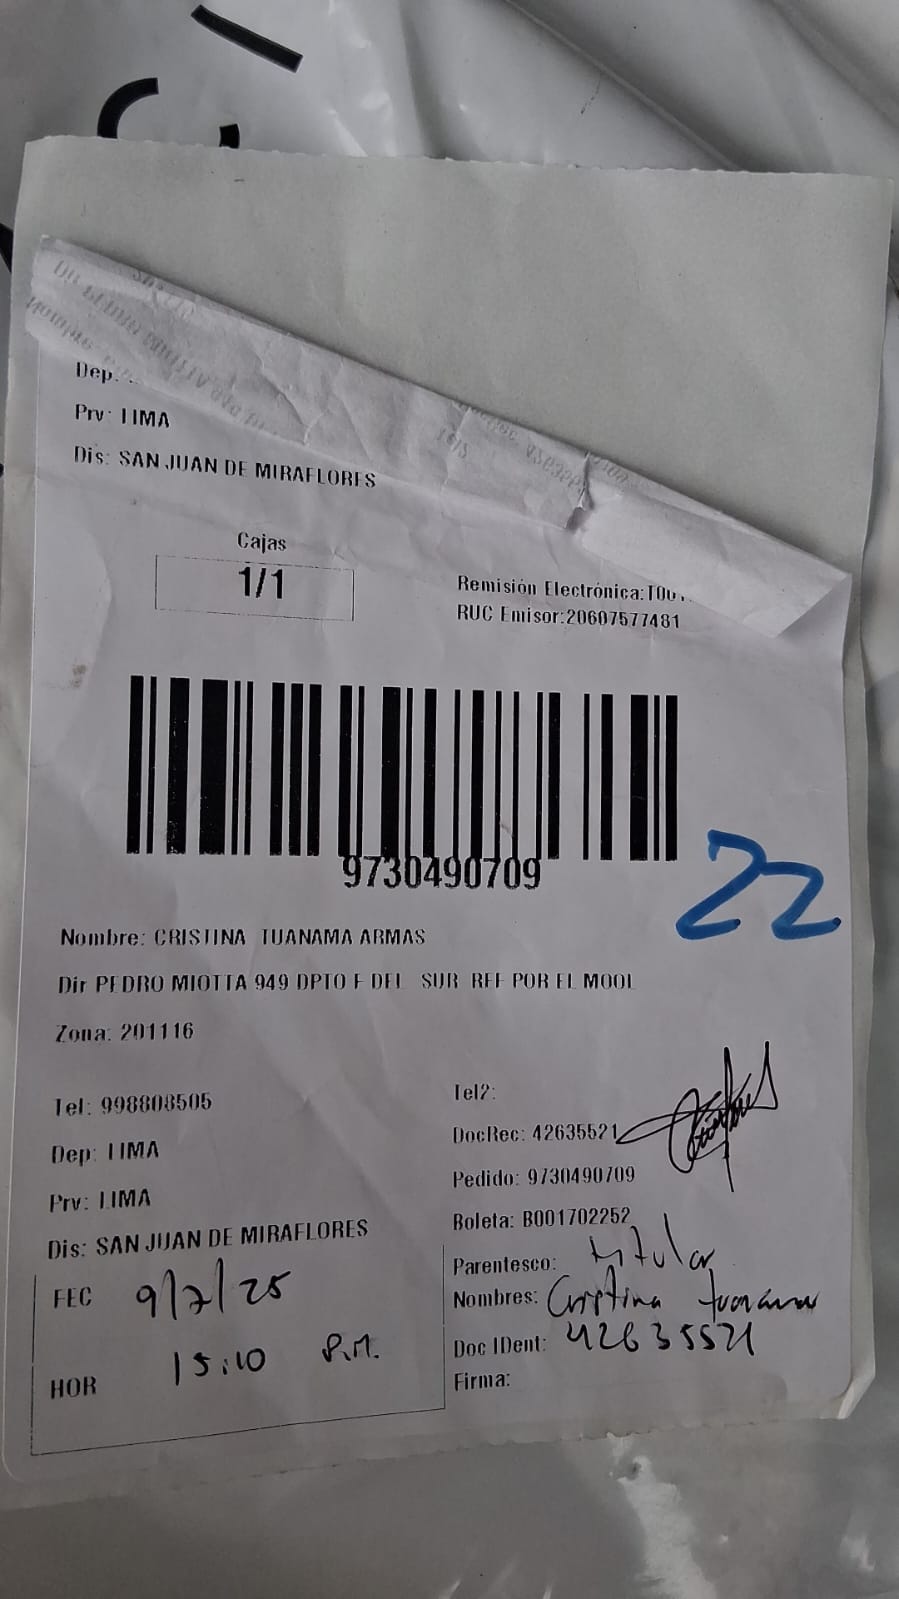 Dep:
Prv: LIMA
Dis: SAN JUAN DE MIRAFLORES
Cajas
1/1
Remisión Electrónica:T001
RUC Emisor:20607577481
9730490709
22
Nombre: CRISTINA TUANAMA ARMAS
Dir PEDRO MIOTTA 949 DPTO F DEL SUR REF POR EL MOOL
Zona: 201116
Tel: 998808505
Dep: LIMA
Prv: LIMA
Dis: SAN JUAN DE MIRAFLORES
FEC 9/7/25
HOR 15:10 P.M.
Tel2:
DocRec: 42635521
Pedido: 9730490709
Boleta: B001702252
Parentesco: titular
Nombres: Cristina tuanama
Doc IDent: 42635521
Firma: